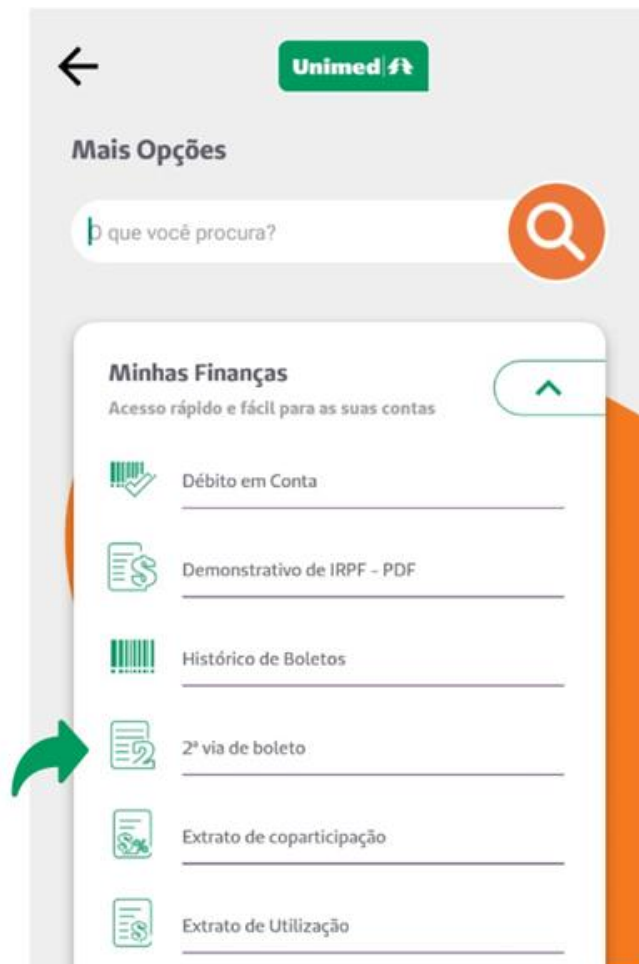 Unimed
Mais Opções
O que você procura?
Minhas Finanças
Acesso rápido e fácil para as suas contas
Débito em Conta
Demonstrativo de IRPF - PDF
Histórico de Boletos
2ª via de boleto
Extrato de coparticipação
Extrato de Utilização